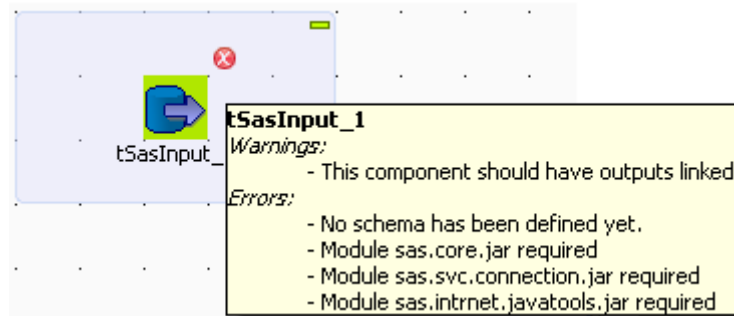 tSasInput_
tSasInput_1
Warnings:
- This component should have outputs linked
Errors:
- No schema has been defined yet.
- Module sas.core.jar required
- Module sas.svc.connection.jar required
- Module sas.intrnet.javatools.jar required